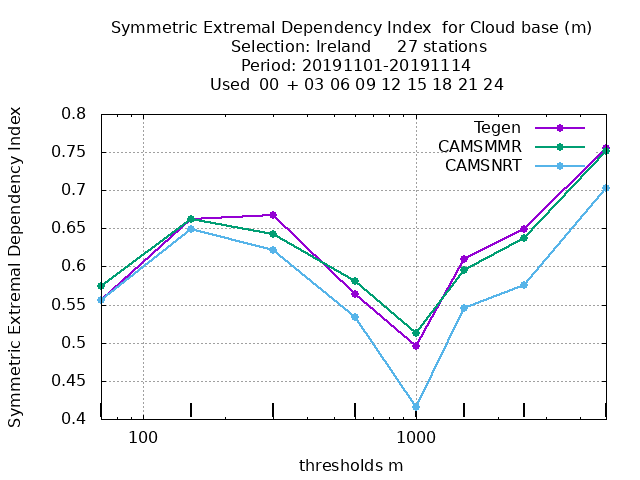 Symmetric Extremal Dependency Index  for Cloud base (m)
Selection: Ireland     27 stations
Period: 20191101-20191114
Used  00 + 03 06 09 12 15 18 21 24
Symmetric Extremal Dependency Index
0.8
0.75
0.7
0.65
0.6
0.55
0.5
0.45
0.4
Tegen
CAMSMMR
CAMSNRT
100
1000
thresholds m